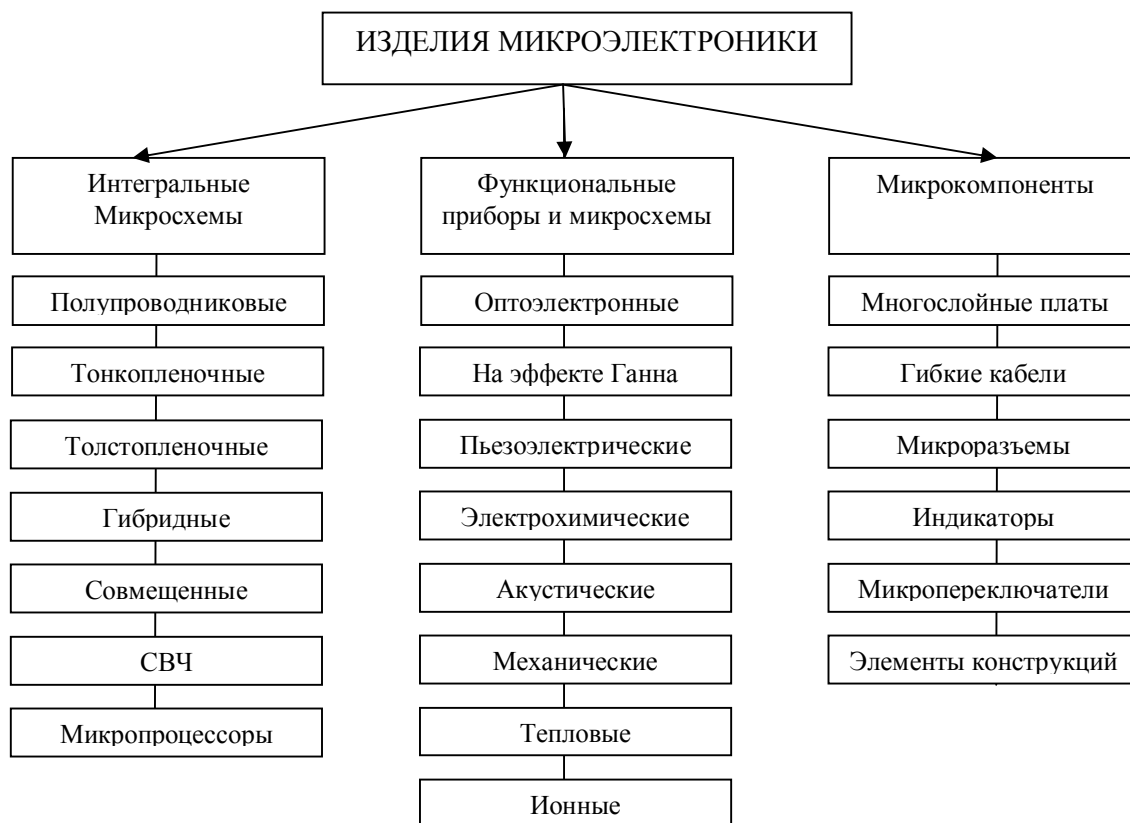 ИЗДЕЛИЯ МИКРОЭЛЕКТРОНИКИ
Интегральные
Микросхемы
Полупроводниковые
Тонкопленочные
Толстопленочные
Гибридные
Совмещенные
СВЧ
Микропроцессоры
Функциональные
приборы и микросхемы
Оптоэлектронные
На эффекте Ганна
Пьезоэлектрические
Электрохимические
Акустические
Механические
Тепловые
Ионные
Микрокомпоненты
Многослойные платы
Гибкие кабели
Микроразъемы
Индикаторы
Микропереключатели
Элементы конструкций